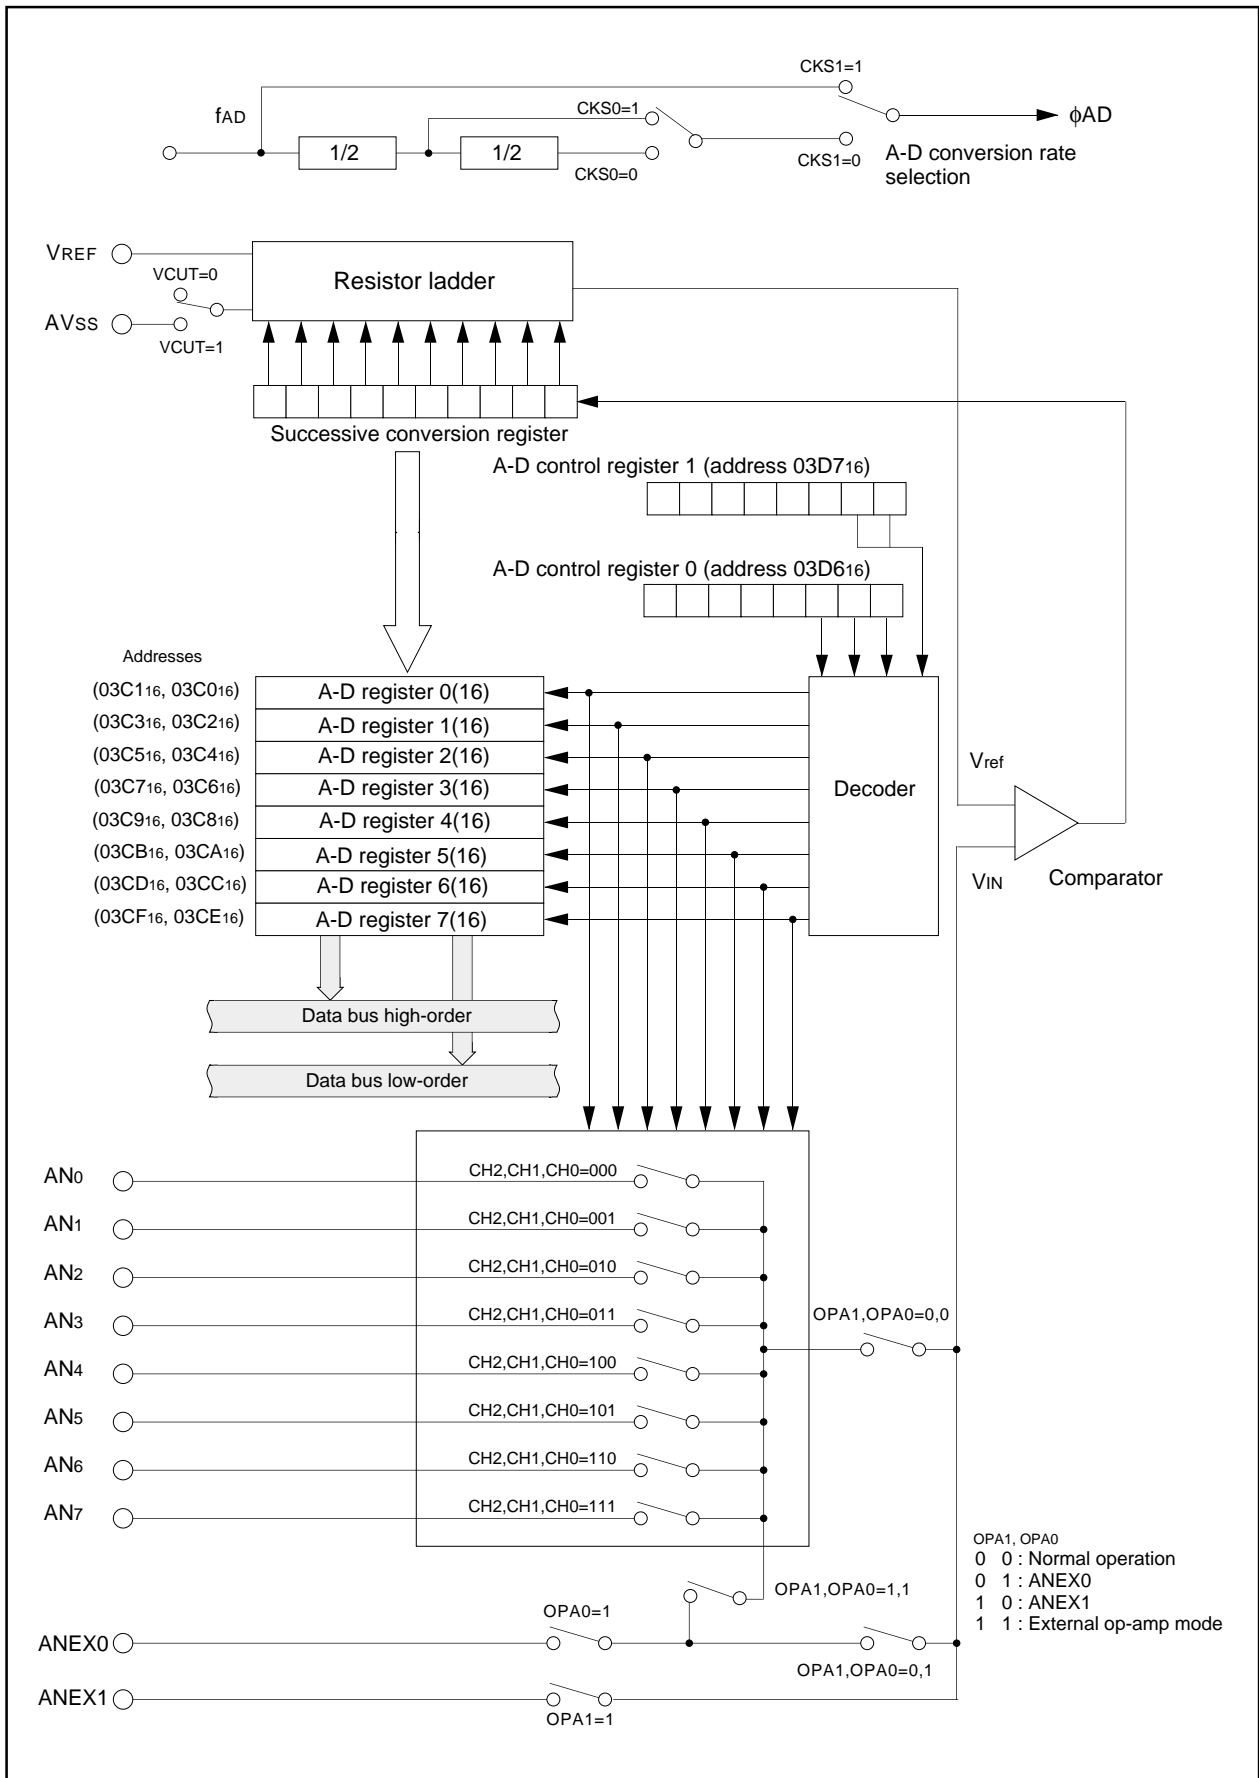 CKS1=1
fAD
CKS0=1
φAD
1/2
1/2
CKS0=0
CKS1=0
A-D conversion rate
selection
VREF
VCUT=0
Resistor ladder
AVSS
VCUT=1
Successive conversion register
A-D control register 1 (address 03D716)
A-D control register 0 (address 03D616)
Addresses
(03C116, 03C016)
A-D register 0(16)
(03C316, 03C216)
A-D register 1(16)
(03C516, 03C416)
A-D register 2(16)
(03C716, 03C616)
A-D register 3(16)
(03C916, 03C816)
A-D register 4(16)
(03CB16, 03CA16)
A-D register 5(16)
(03CD16, 03CC16)
A-D register 6(16)
(03CF16, 03CE16)
A-D register 7(16)
Decoder
Vref
VIN
Comparator
Data bus high-order
Data bus low-order
AN0
CH2,CH1,CH0=000
AN1
CH2,CH1,CH0=001
AN2
CH2,CH1,CH0=010
AN3
CH2,CH1,CH0=011
AN4
CH2,CH1,CH0=100
AN5
CH2,CH1,CH0=101
AN6
CH2,CH1,CH0=110
AN7
CH2,CH1,CH0=111
OPA1,OPA0=0,0
OPA1, OPA0
0 0 : Normal operation
0 1 : ANEX0
1 0 : ANEX1
1 1 : External op-amp mode
OPA1,OPA0=1,1
OPA0=1
ANEX0
OPA1,OPA0=0,1
ANEX1
OPA1=1